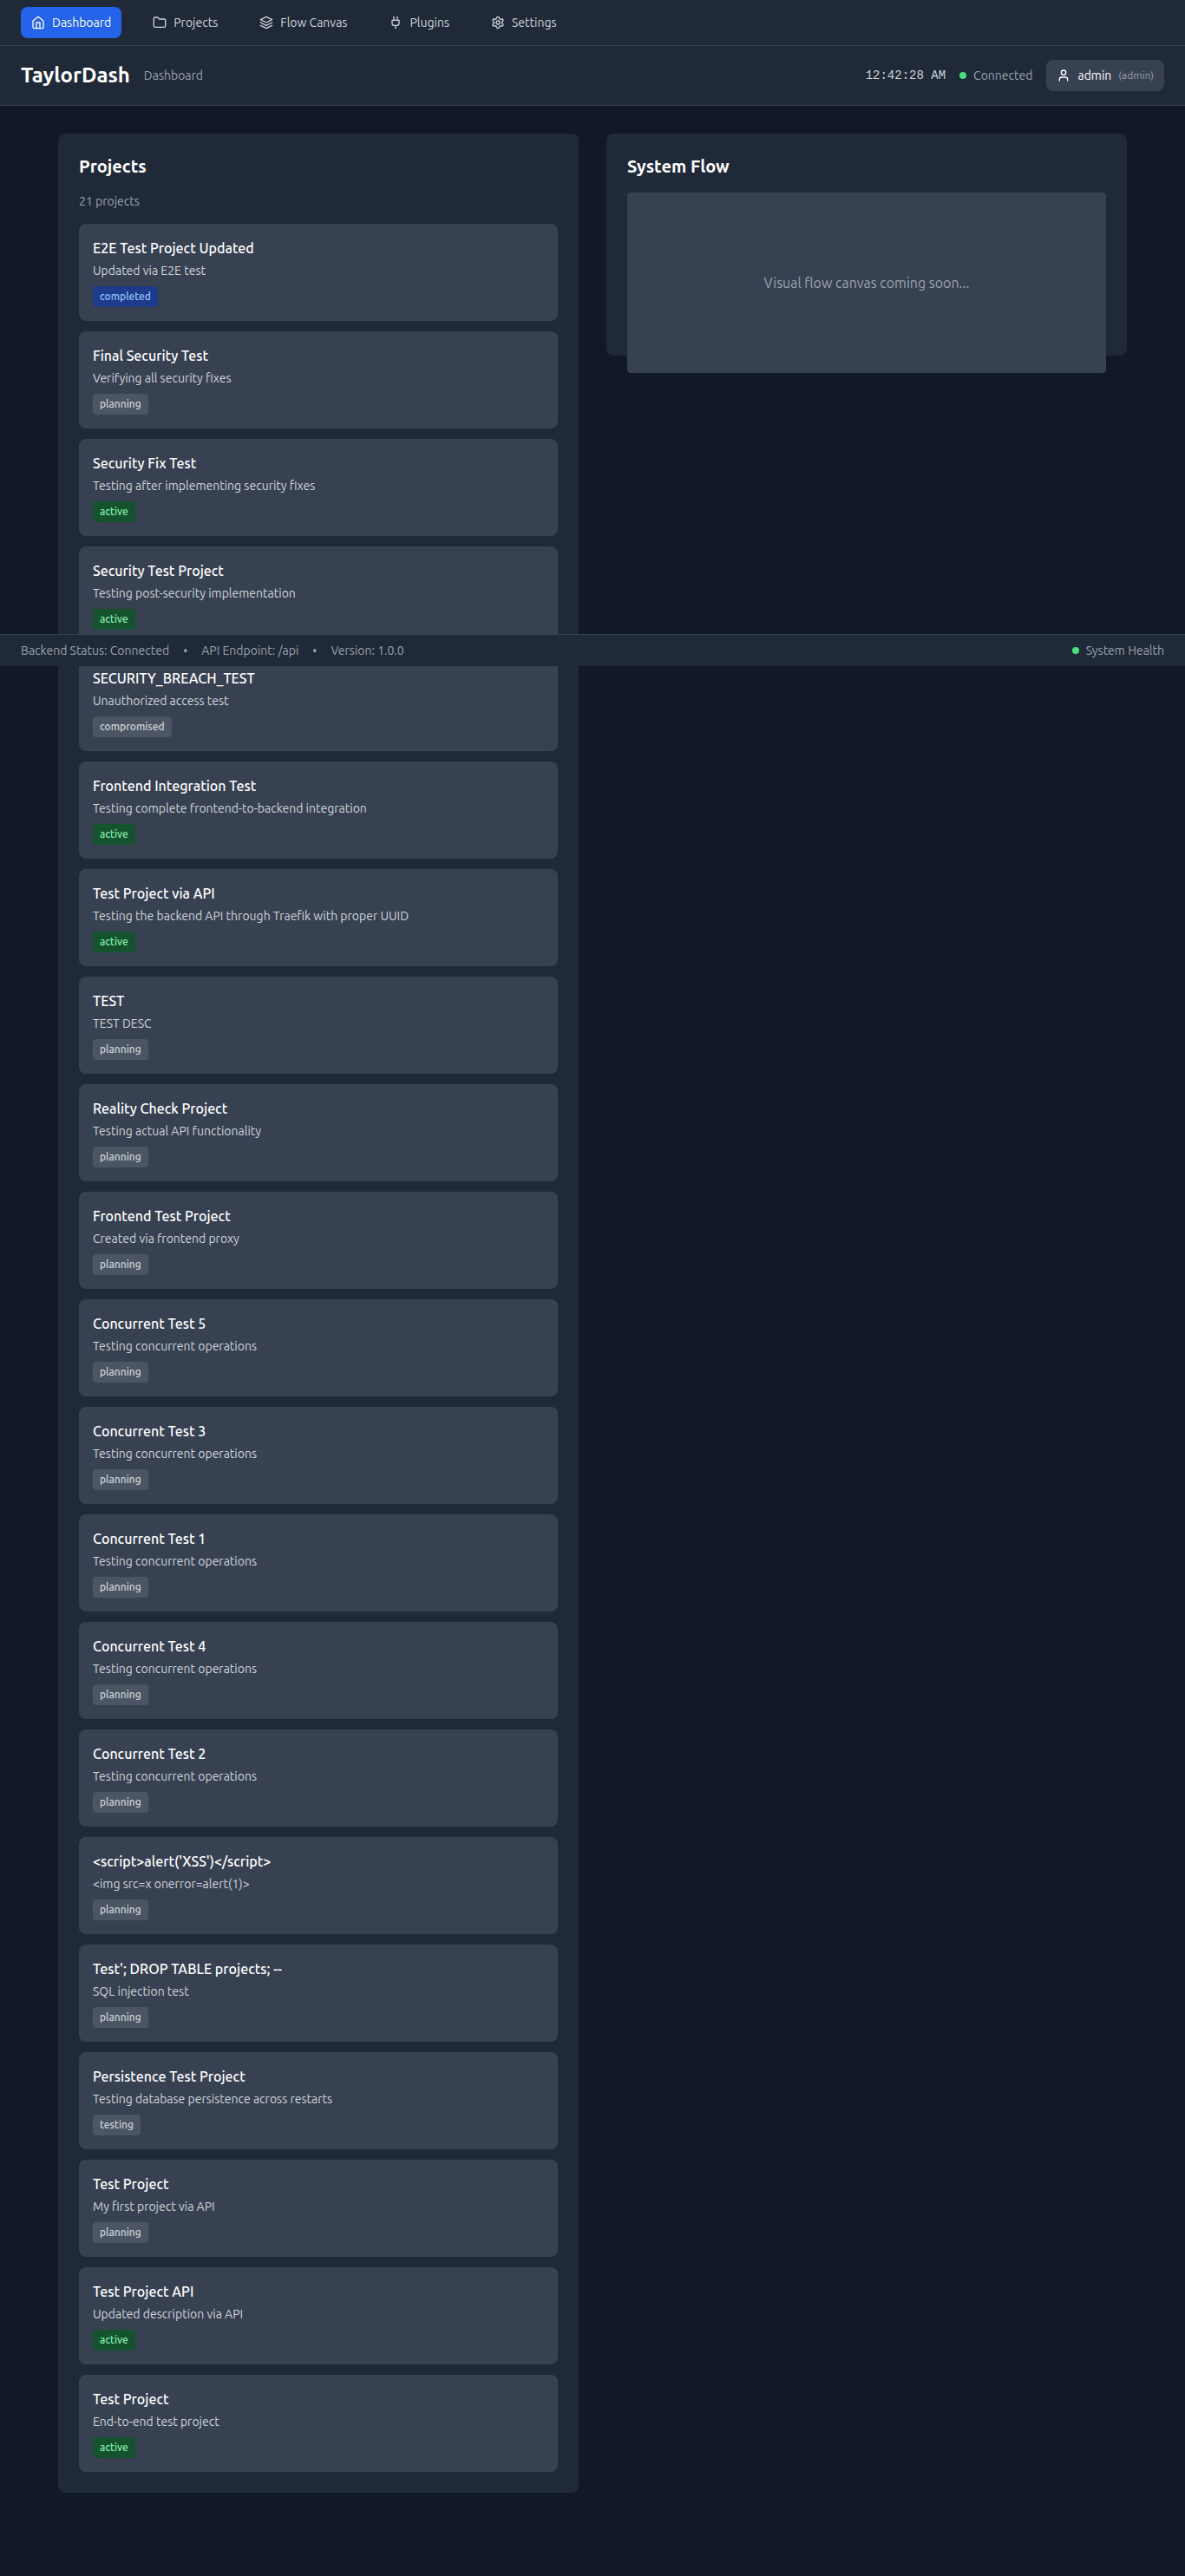 Dashboard Projects Flow Canvas Plugins Settings
TaylorDash Dashboard 12:42:28 AM Connected admin (admin)
Projects
21 projects
E2E Test Project Updated
Updated via E2E test
completed
Final Security Test
Verifying all security fixes
planning
Security Fix Test
Testing after implementing security fixes
active
Security Test Project
Testing post-security implementation
active
System Flow
Visual flow canvas coming soon...
Backend Status: Connected • API Endpoint: /api • Version: 1.0.0 System Health
SECURITY_BREACH_TEST
Unauthorized access test
compromised
Frontend Integration Test
Testing complete frontend-to-backend integration
active
Test Project via API
Testing the backend API through Traefik with proper UUID
active
TEST
TEST DESC
planning
Reality Check Project
Testing actual API functionality
planning
Frontend Test Project
Created via frontend proxy
planning
Concurrent Test 5
Testing concurrent operations
planning
Concurrent Test 3
Testing concurrent operations
planning
Concurrent Test 1
Testing concurrent operations
planning
Concurrent Test 4
Testing concurrent operations
planning
Concurrent Test 2
Testing concurrent operations
planning
<script>alert('XSS')</script>
<img src=x onerror=alert(1)>
planning
Test'; DROP TABLE projects; --
SQL injection test
planning
Persistence Test Project
Testing database persistence across restarts
testing
Test Project
My first project via API
planning
Test Project API
Updated description via API
active
Test Project
End-to-end test project
active